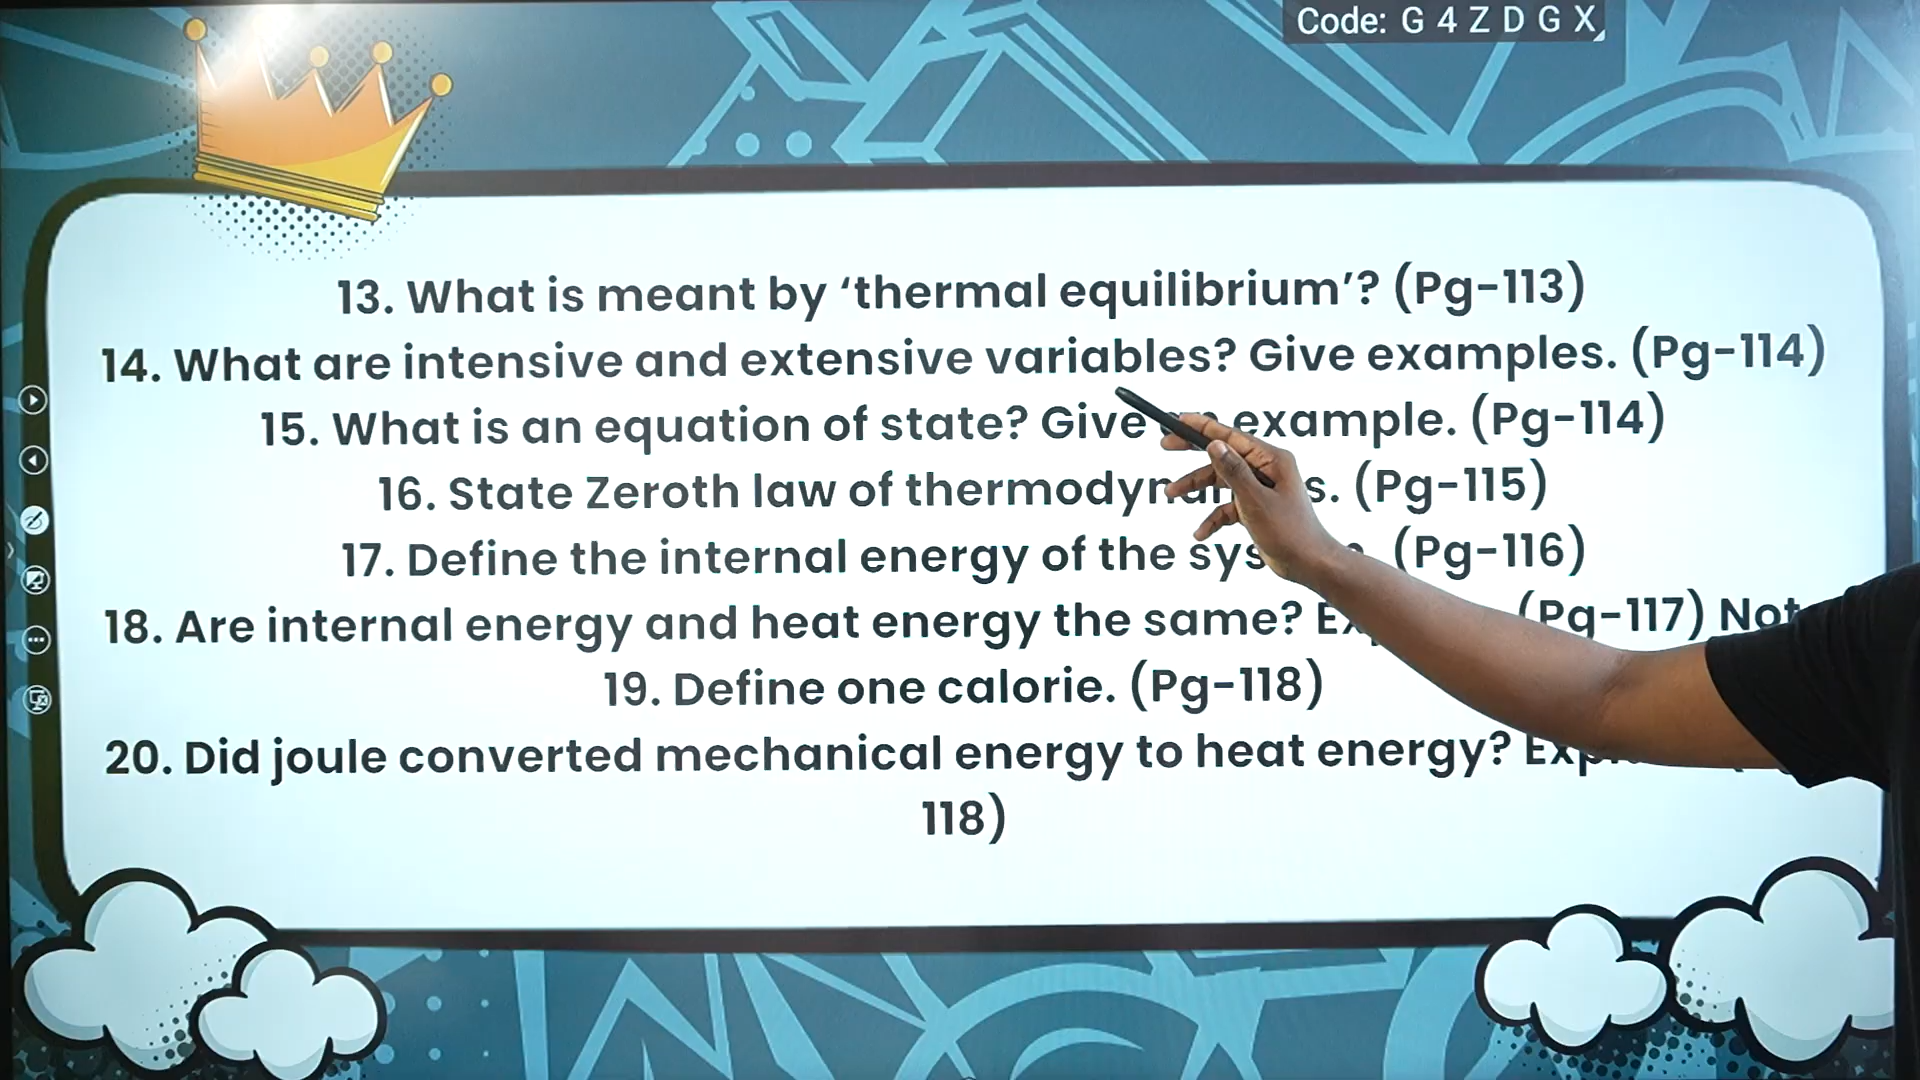 Code: G 4 Z D G X
13. What is meant by ‘thermal equilibrium’? (Pg-113)
14. What are intensive and extensive variables? Give examples. (Pg-114)
15. What is an equation of state? Give example. (Pg-114)
16. State Zeroth law of (Pg-115)
17. Define the internal energy of the (Pg-116)
18. Are internal energy and heat energy the same? (Pg-117)
19. Define one calorie. (Pg-118)
20. Did joule converted mechanical energy to heat energy?
118)